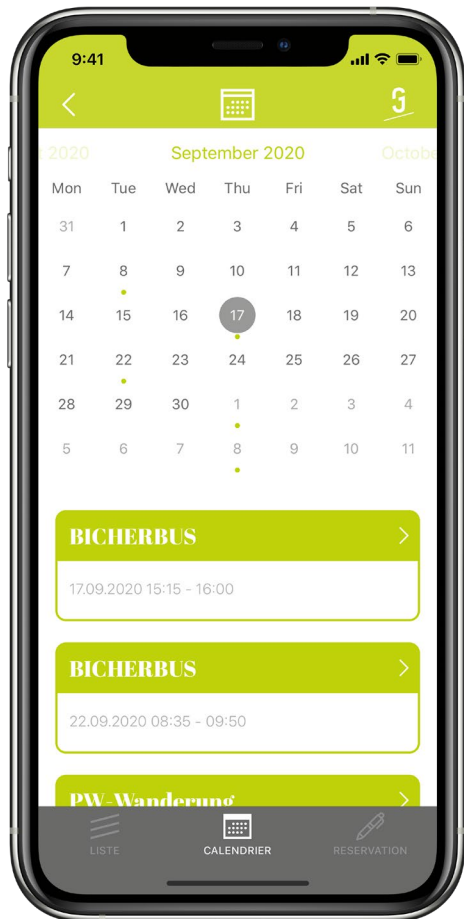 9:41
2020 September 2020 Octobe
Mon Tue Wed Thu Fri Sat Sun
31 1 2 3 4 5 6
7 8 9 10 11 12 13
14 15 16 17 18 19 20
21 22 23 24 25 26 27
28 29 30 1 2 3 4
5 6 7 8 9 10 11
BICHERBUS
17.09.2020 15:15 - 16:00
BICHERBUS
22.09.2020 08:35 - 09:50
PW-Wanderung
LISTE CALENDRIER RESERVATION